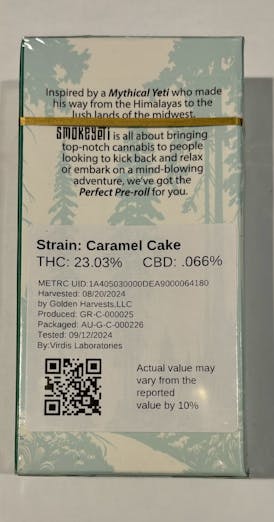 Inspired by a Mythical Yeti who made
his way from the Himalayas to the
lush lands of the midwest.
SMOKEYETI is all about bringing
top-notch cannabis to people
looking to kick back and relax
or embark on a mind-blowing
adventure, we've got the
Perfect Pre-roll for you.
Strain: Caramel Cake
THC: 23.03% CBD: .066%
METRC UID:1A405030000DEA9000064180
Harvested: 08/20/2024
by Golden Harvests,LLC
Produced: GR-C-000025
Packaged: AU-G-C-000226
Tested: 09/12/2024
By:Virdis Laboratories
Actual value may
vary from the
reported
value by 10%